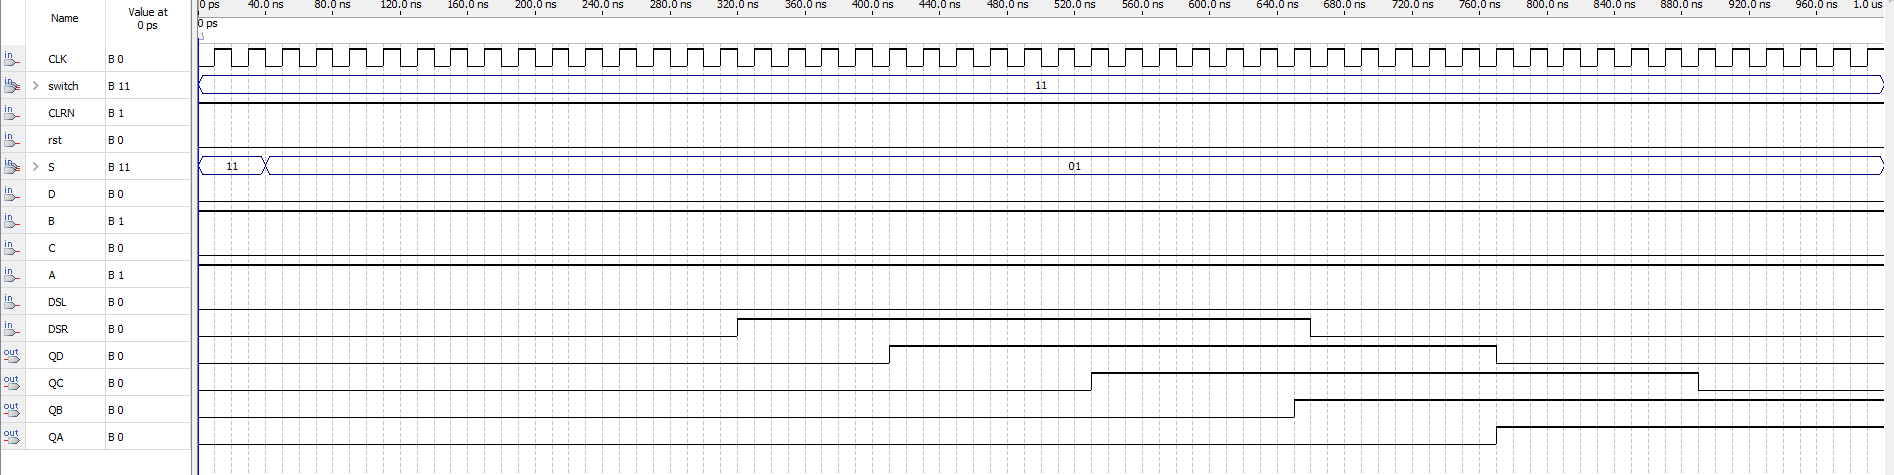 Name Value at 0 ps
0 ps 40.0 ns 80.0 ns 120.0 ns 160.0 ns 200.0 ns 240.0 ns 280.0 ns 320.0 ns 360.0 ns 400.0 ns 440.0 ns 480.0 ns 520.0 ns 560.0 ns 600.0 ns 640.0 ns 680.0 ns 720.0 ns 760.0 ns 800.0 ns 840.0 ns 880.0 ns 920.0 ns 960.0 ns 1.0 us
0 ps
in CLK B 0
in > switch B 11 11
in CLRN B 1
in rst B 0
in > S B 11 11 01
in D B 0
in B B 1
in C B 0
in A B 1
in DSL B 0
in DSR B 0
out QD B 0
out QC B 0
out QB B 0
out QA B 0